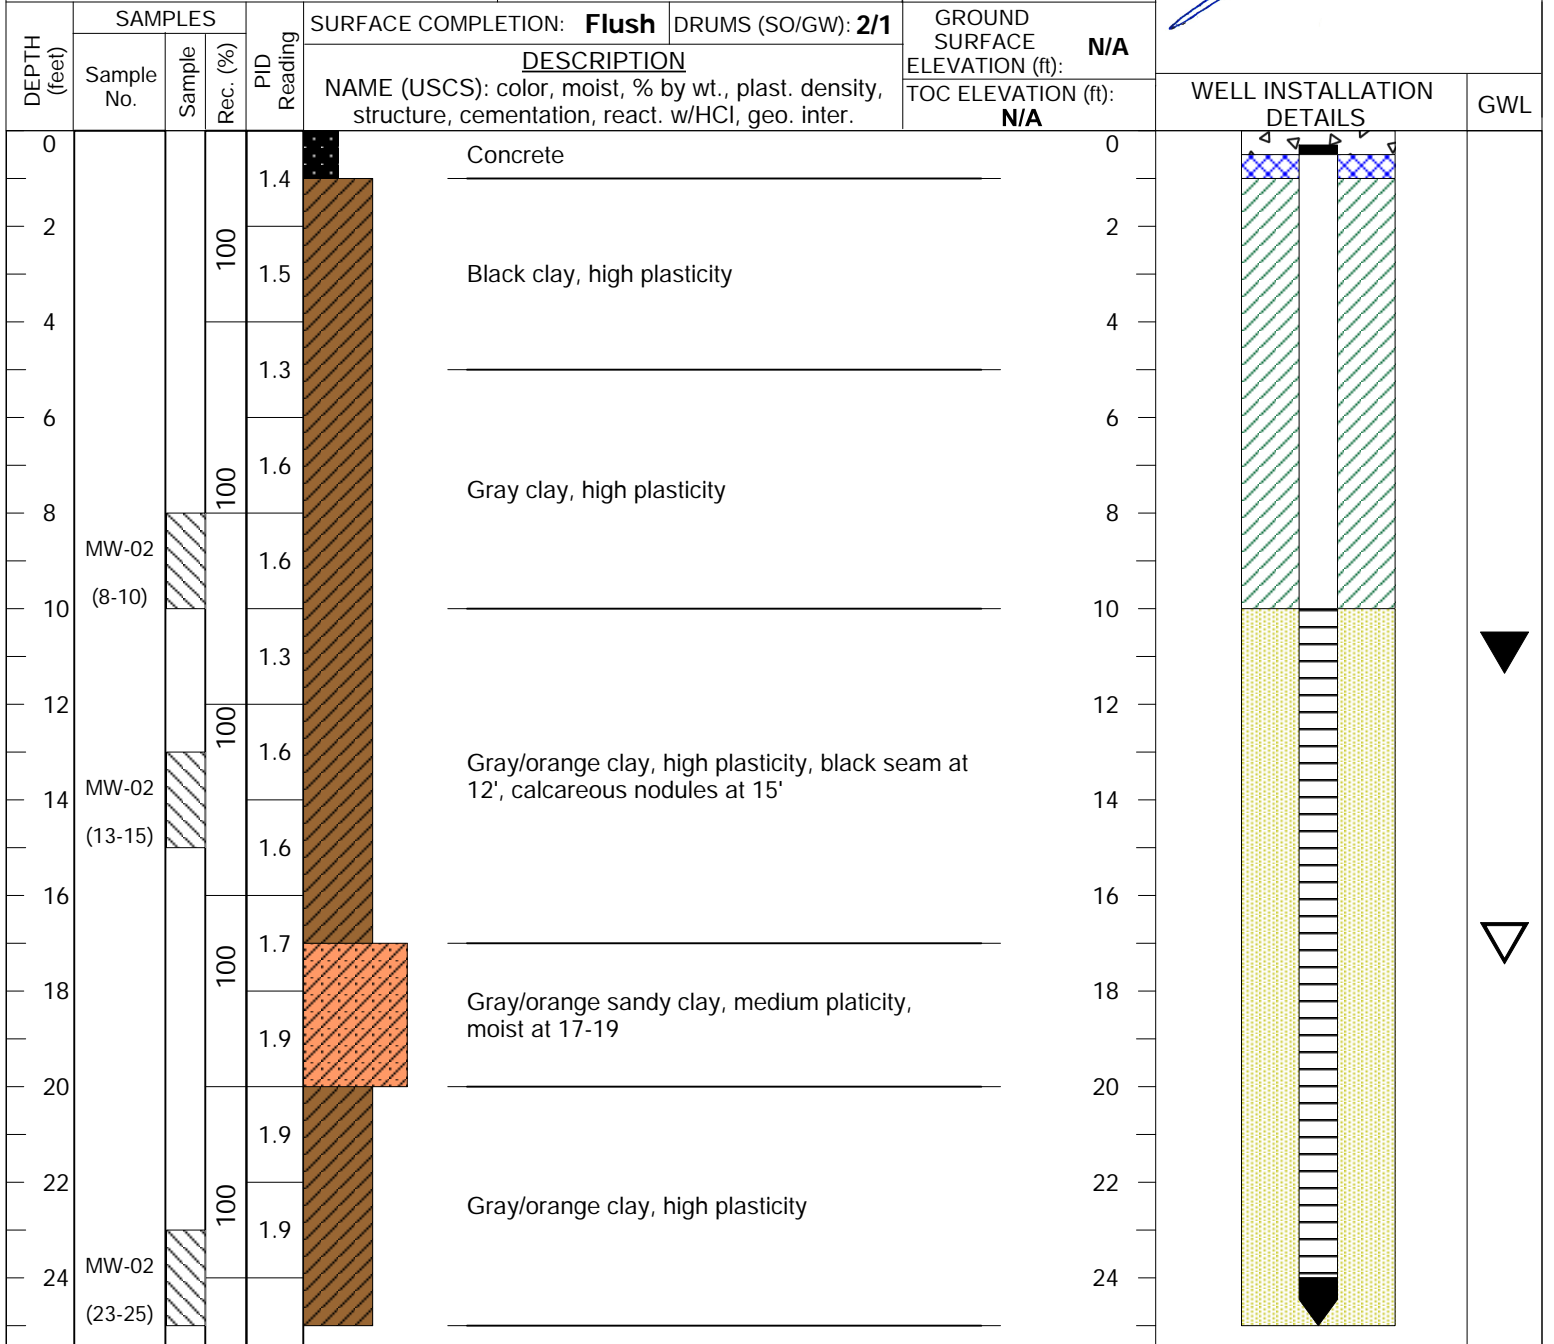 SAMPLES
DEPTH (feet)
Sample No.
Sample
Rec. (%)
PID Reading
SURFACE COMPLETION: Flush
DRUMS (SO/GW): 2/1
DESCRIPTION
NAME (USCS): color, moist, % by wt., plast. density,
structure, cementation, react. w/HCI, geo. inter.
GROUND
SURFACE
ELEVATION (ft):
N/A
TOC ELEVATION (ft):
N/A
WELL INSTALLATION
DETAILS
GWL
0
Concrete
0
1.4
2
100
2
1.5
Black clay, high plasticity
4
4
1.3
6
6
1.6
100
Gray clay, high plasticity
8
8
MW-02
1.6
(8-10)
10
10
1.3
12
12
100
1.6
Gray/orange clay, high plasticity, black seam at
12', calcareous nodules at 15'
MW-02
14
14
(13-15)
1.6
16
16
1.7
100
18
Gray/orange sandy clay, medium platicity,
moist at 17-19
18
1.9
20
20
1.9
22
22
100
Gray/orange clay, high plasticity
1.9
MW-02
24
24
(23-25)